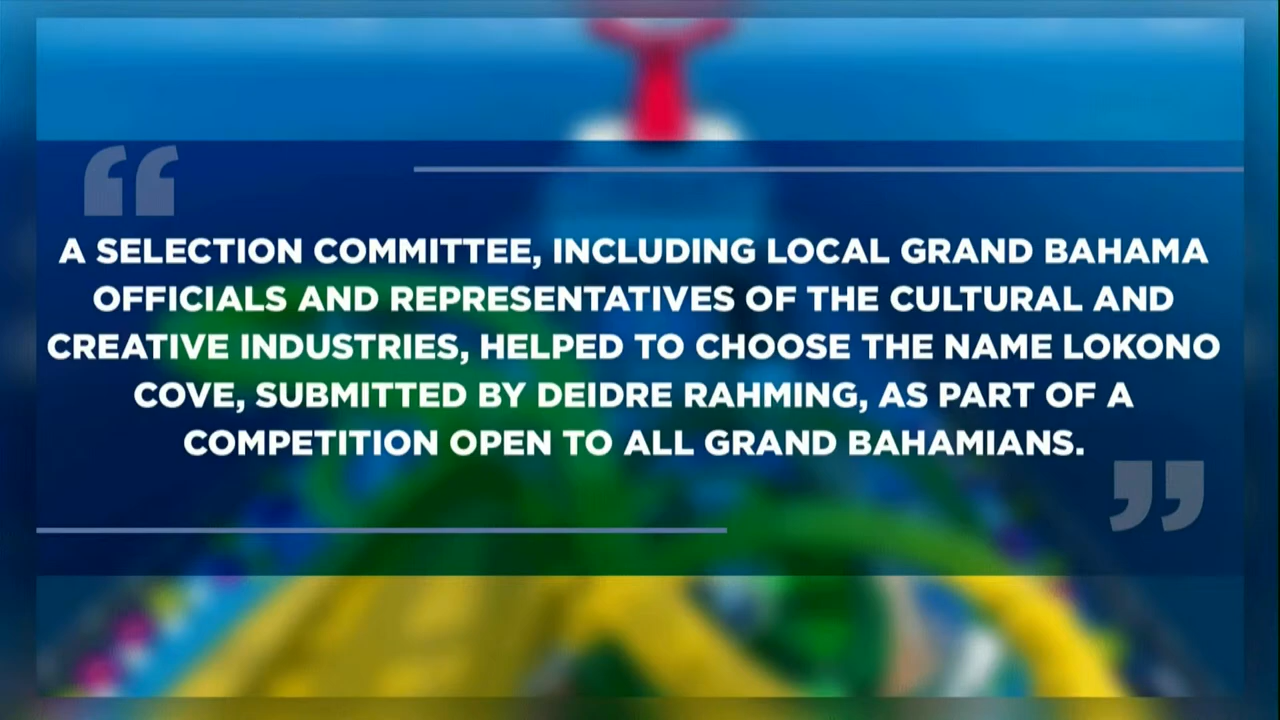 “
A SELECTION COMMITTEE, INCLUDING LOCAL GRAND BAHAMA
OFFICIALS AND REPRESENTATIVES OF THE CULTURAL AND
CREATIVE INDUSTRIES, HELPED TO CHOOSE THE NAME LOKONO
COVE, SUBMITTED BY DEIDRE RAHMING, AS PART OF A
COMPETITION OPEN TO ALL GRAND BAHAMIANS.
”